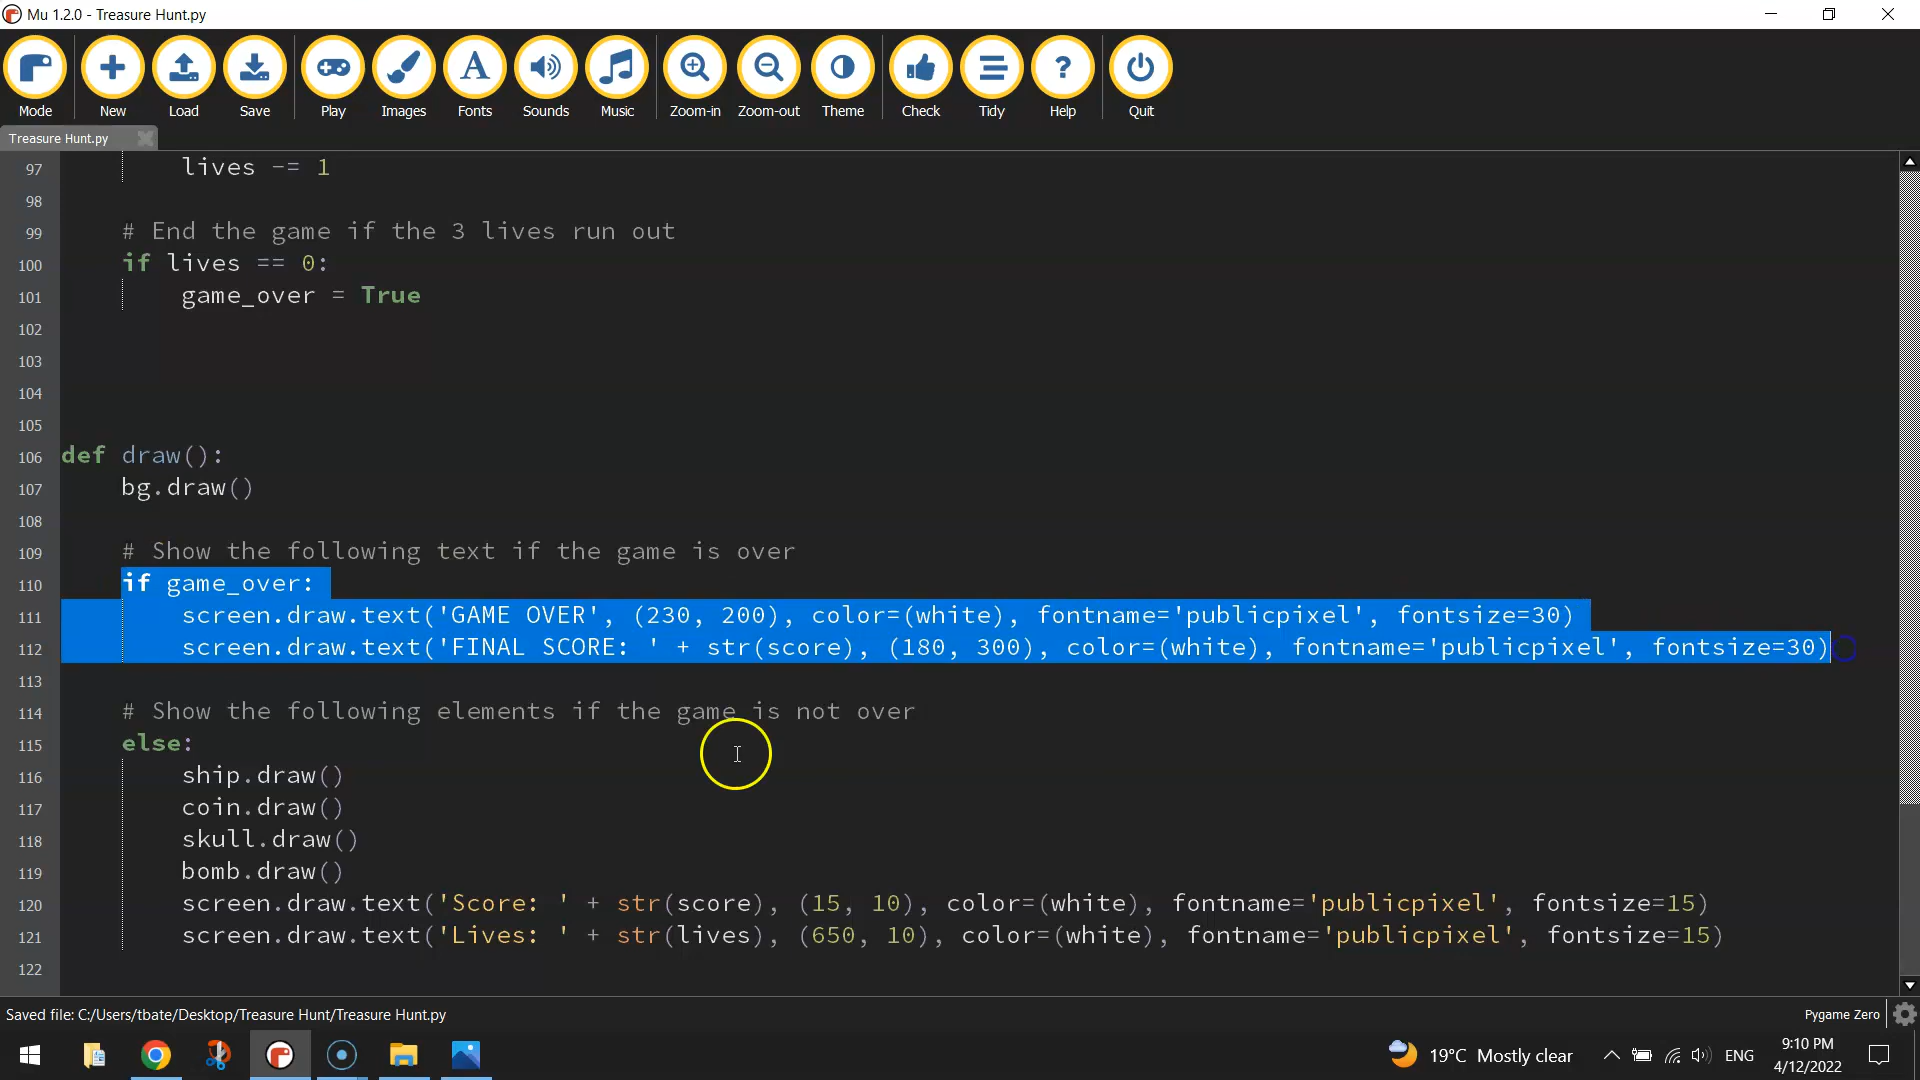 Mu 1.2.0 - Treasure Hunt.py
Mode New Load Save Play Images Fonts Sounds Music Zoom-in Zoom-out Theme Check Tidy Help Quit
Treasure Hunt.py
97 lives -= 1
98
99 # End the game if the 3 lives run out
100 if lives == 0:
101 game_over = True
102
103
104
105
106 def draw():
107 bg.draw()
108
109 # Show the following text if the game is over
110 if game_over:
111 screen.draw.text('GAME OVER', (230, 200), color=(white), fontname='publicpixel', fontsize=30)
112 screen.draw.text('FINAL SCORE: ' + str(score), (180, 300), color=(white), fontname='publicpixel', fontsize=30)
113
114 # Show the following elements if the game is not over
115 else:
116 ship.draw()
117 coin.draw()
118 skull.draw()
119 bomb.draw()
120 screen.draw.text('Score: ' + str(score), (15, 10), color=(white), fontname='publicpixel', fontsize=15)
121 screen.draw.text('Lives: ' + str(lives), (650, 10), color=(white), fontname='publicpixel', fontsize=15)
122
Saved file: C:/Users/tbate/Desktop/Treasure Hunt/Treasure Hunt.py Pygame Zero
19°C Mostly clear ENG 9:10 PM
4/12/2022